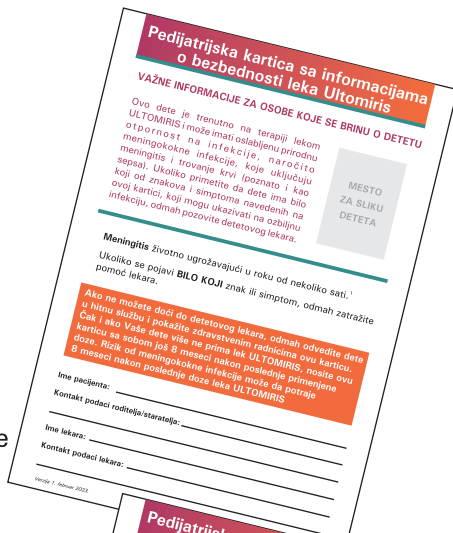 Pedijatrijska kartica sa informacijama
o bezbednosti leka Ultomiris
VAŽNE INFORMACIJE ZA OSOBE KOJE SE BRINU O DETETU
Ovo dete je trenutno na terapiji lekom
ULTOMIRIS i može imati oslabljenu prirodnu
otpornost na infekcije, naročito
meningokokne infekcije, koje uključuju
meningitis i trovanje krvi (poznato i kao
sepsa). Ukoliko primetite da dete ima bilo
koji od znakova i simptoma navedenih na
ovoj kartici, koji mogu ukazivati na ozbiljnu
infekciju, odmah pozovite detetovog lekara.
MESTO
ZA SLIKU
DETETA
Meningitis životno ugrožavajući u roku od nekoliko sati.¹
Ukoliko se pojavi BILO KOJI znak ili simptom, odmah zatražite
pomoć lekara.
Ako ne možete doći do detetovog lekara, odmah odvedite dete
u hitnu službu i pokažite zdravstvenim radnicima ovu karticu.
Čak i ako Vaše dete više ne prima lek ULTOMIRIS, nosite ovu
karticu sa sobom još 8 meseci nakon poslednje primenjene
doze. Rizik od meningokokne infekcije može da potraje
8 meseci nakon poslednje doze leka ULTOMIRIS
Ime pacijenta:
Kontakt podaci roditelja/staratelja:
Ime lekara:
Kontakt podaci lekara:
Verzija 1. februar 2023.
e